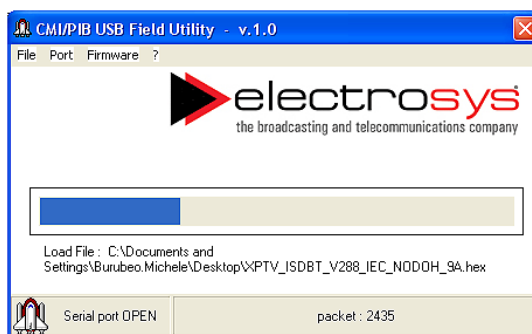 CMI/PIB USB Field Utility - v.1.0
File Port Firmware ?
electrosys
the broadcasting and telecommunications company
Load File : C:\Documents and
Settings\Burubeo.Michele\Desktop\XPTV_ISDBT_V288_IEC_NODOH_9A.hex
Serial port OPEN
packet : 2435